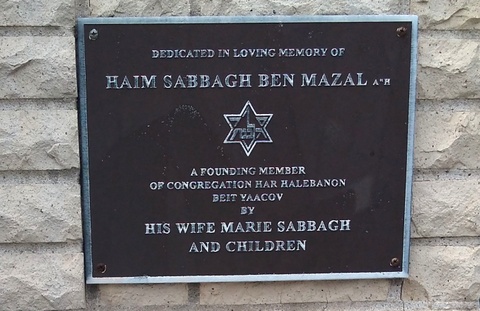 DEDICATED IN LOVING MEMORY OF
HAIM SABBAGH BEN MAZAL A"H
A FOUNDING MEMBER
OF CONGREGATION HAR HALEBANON
BEIT YAACOV
BY
HIS WIFE MARIE SABBAGH
AND CHILDREN